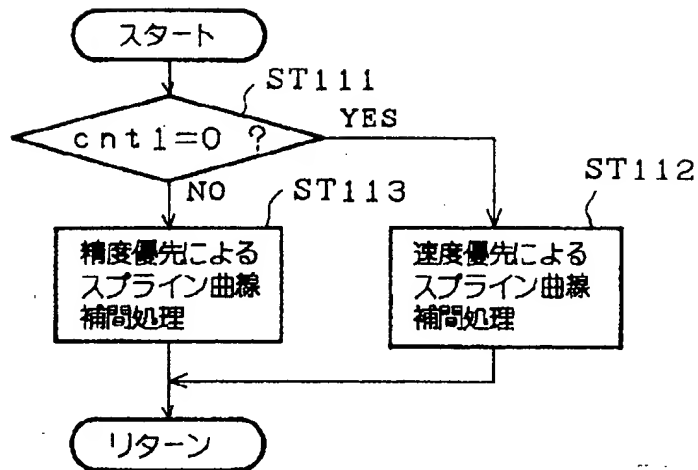 スタート
ST111
cnt1=0 ?
YES
NO
ST113
ST112
精度優先による
スプライン曲線
補間処理
速度優先による
スプライン曲線
補間処理
リターン